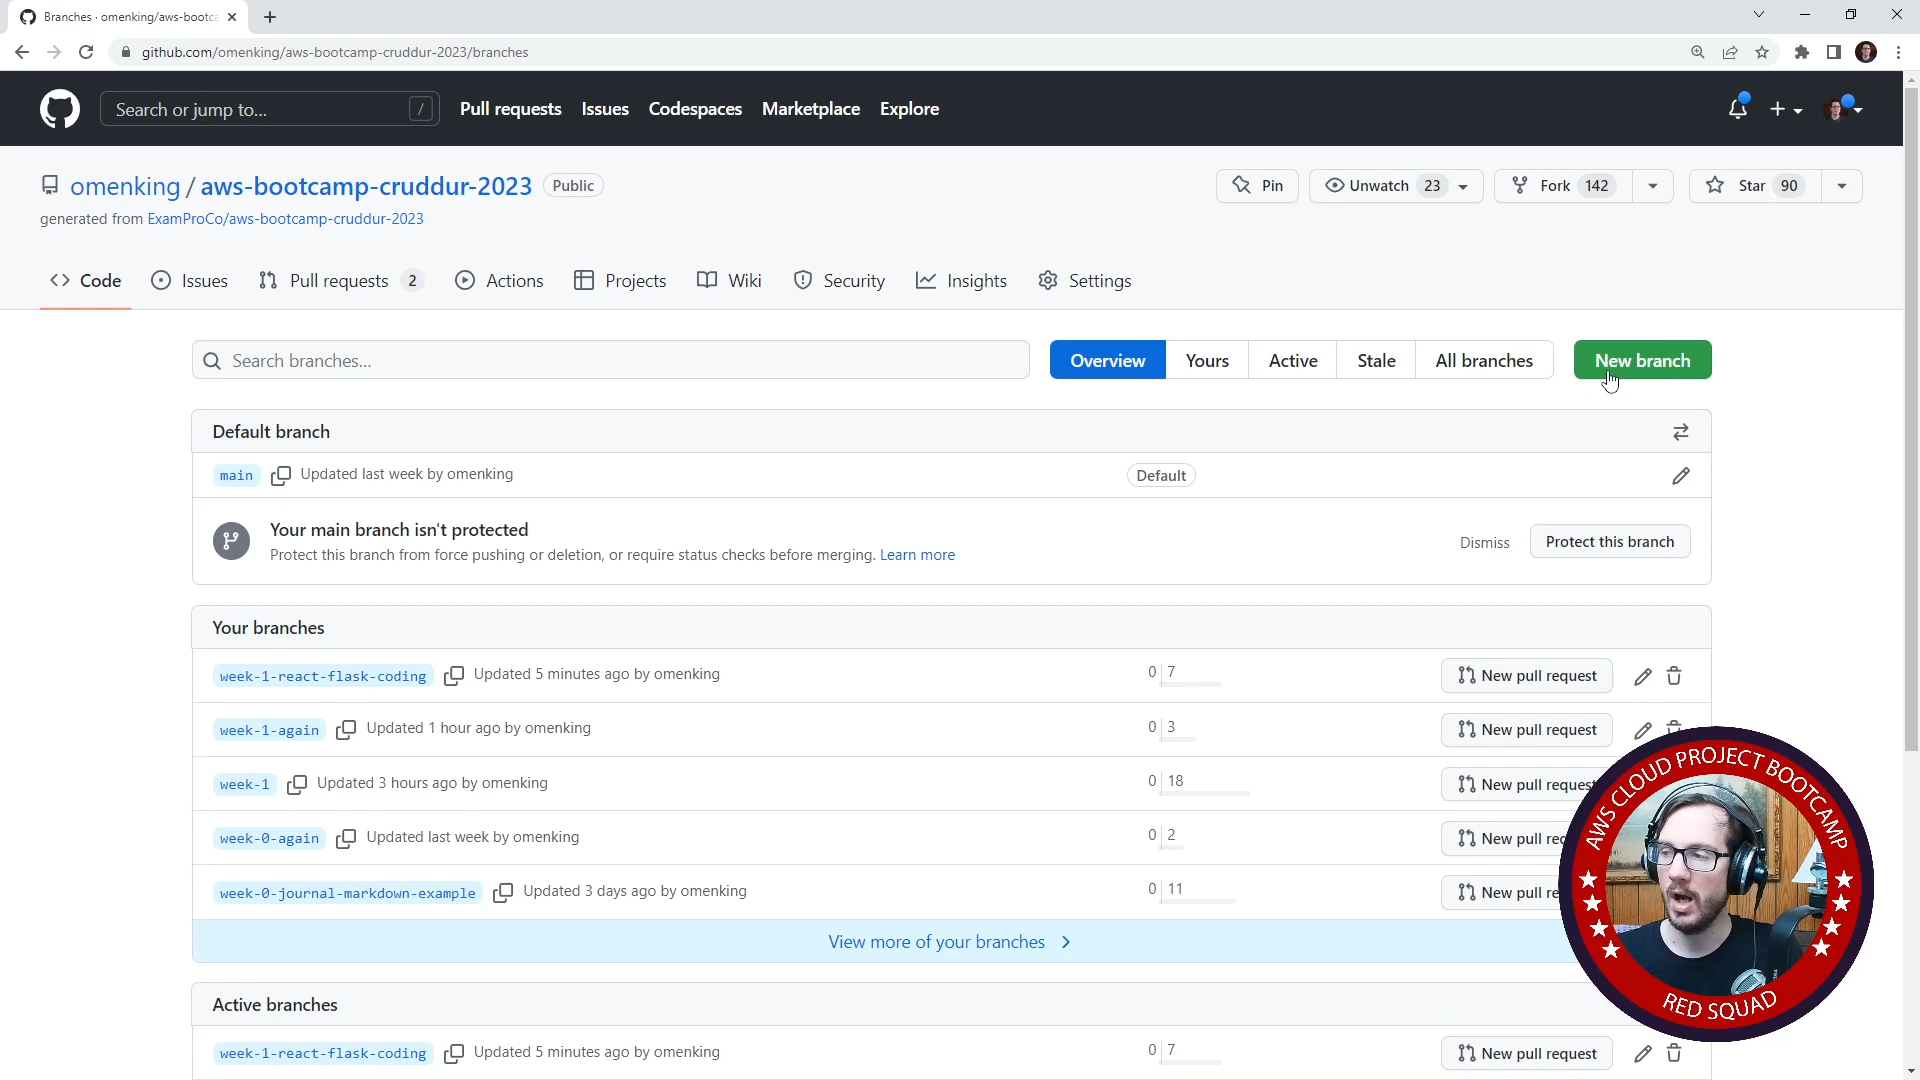 Branches · omenking/aws-bootca
github.com/omenking/aws-bootcamp-cruddur-2023/branches
Search or jump to... /
Pull requests Issues Codespaces Marketplace Explore
omenking / aws-bootcamp-cruddur-2023 Public
Pin Unwatch 23 Fork 142 Star 90
generated from ExamProCo/aws-bootcamp-cruddur-2023
Code Issues Pull requests 2 Actions Projects Wiki Security Insights Settings
Search branches...
Overview Yours Active Stale All branches New branch
Default branch
main Updated last week by omenking Default
Your main branch isn't protected
Protect this branch from force pushing or deletion, or require status checks before merging. Learn more
Dismiss Protect this branch
Your branches
week-1-react-flask-coding Updated 5 minutes ago by omenking 0 7 New pull request
week-1-again Updated 1 hour ago by omenking 0 3 New pull request
week-1 Updated 3 hours ago by omenking 0 18 New pull reques
week-0-again Updated last week by omenking 0 2 New pull rec
week-0-journal-markdown-example Updated 3 days ago by omenking 0 11 New pull re
View more of your branches
Active branches
week-1-react-flask-coding Updated 5 minutes ago by omenking 0 7 New pull request
AWS CLOUD PROJECT BOOTCAMP
RED SQUAD